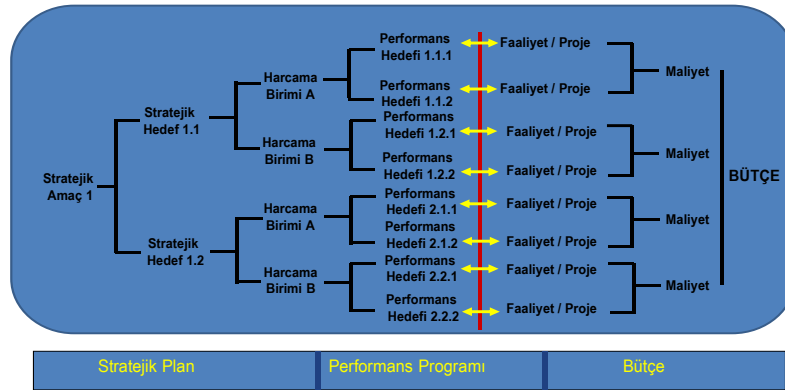 Performans
Hedefi 1.1.1
Faaliyet / Proje
Maliyet
Harcama
Birimi A
Performans
Hedefi 1.1.2
Faaliyet / Proje
Stratejik
Hedef 1.1
Performans
Hedefi 1.2.1
Faaliyet / Proje
Harcama
Birimi B
Maliyet
Performans
Hedefi 1.2.2
Faaliyet / Proje
Stratejik
Amaç 1
BÜTÇE
Performans
Hedefi 2.1.1
Faaliyet / Proje
Harcama
Birimi A
Maliyet
Performans
Hedefi 2.1.2
Faaliyet / Proje
Stratejik
Hedef 1.2
Performans
Hedefi 2.2.1
Faaliyet / Proje
Harcama
Birimi B
Maliyet
Performans
Hedefi 2.2.2
Faaliyet / Proje
Stratejik Plan
Performans Programı
Bütçe